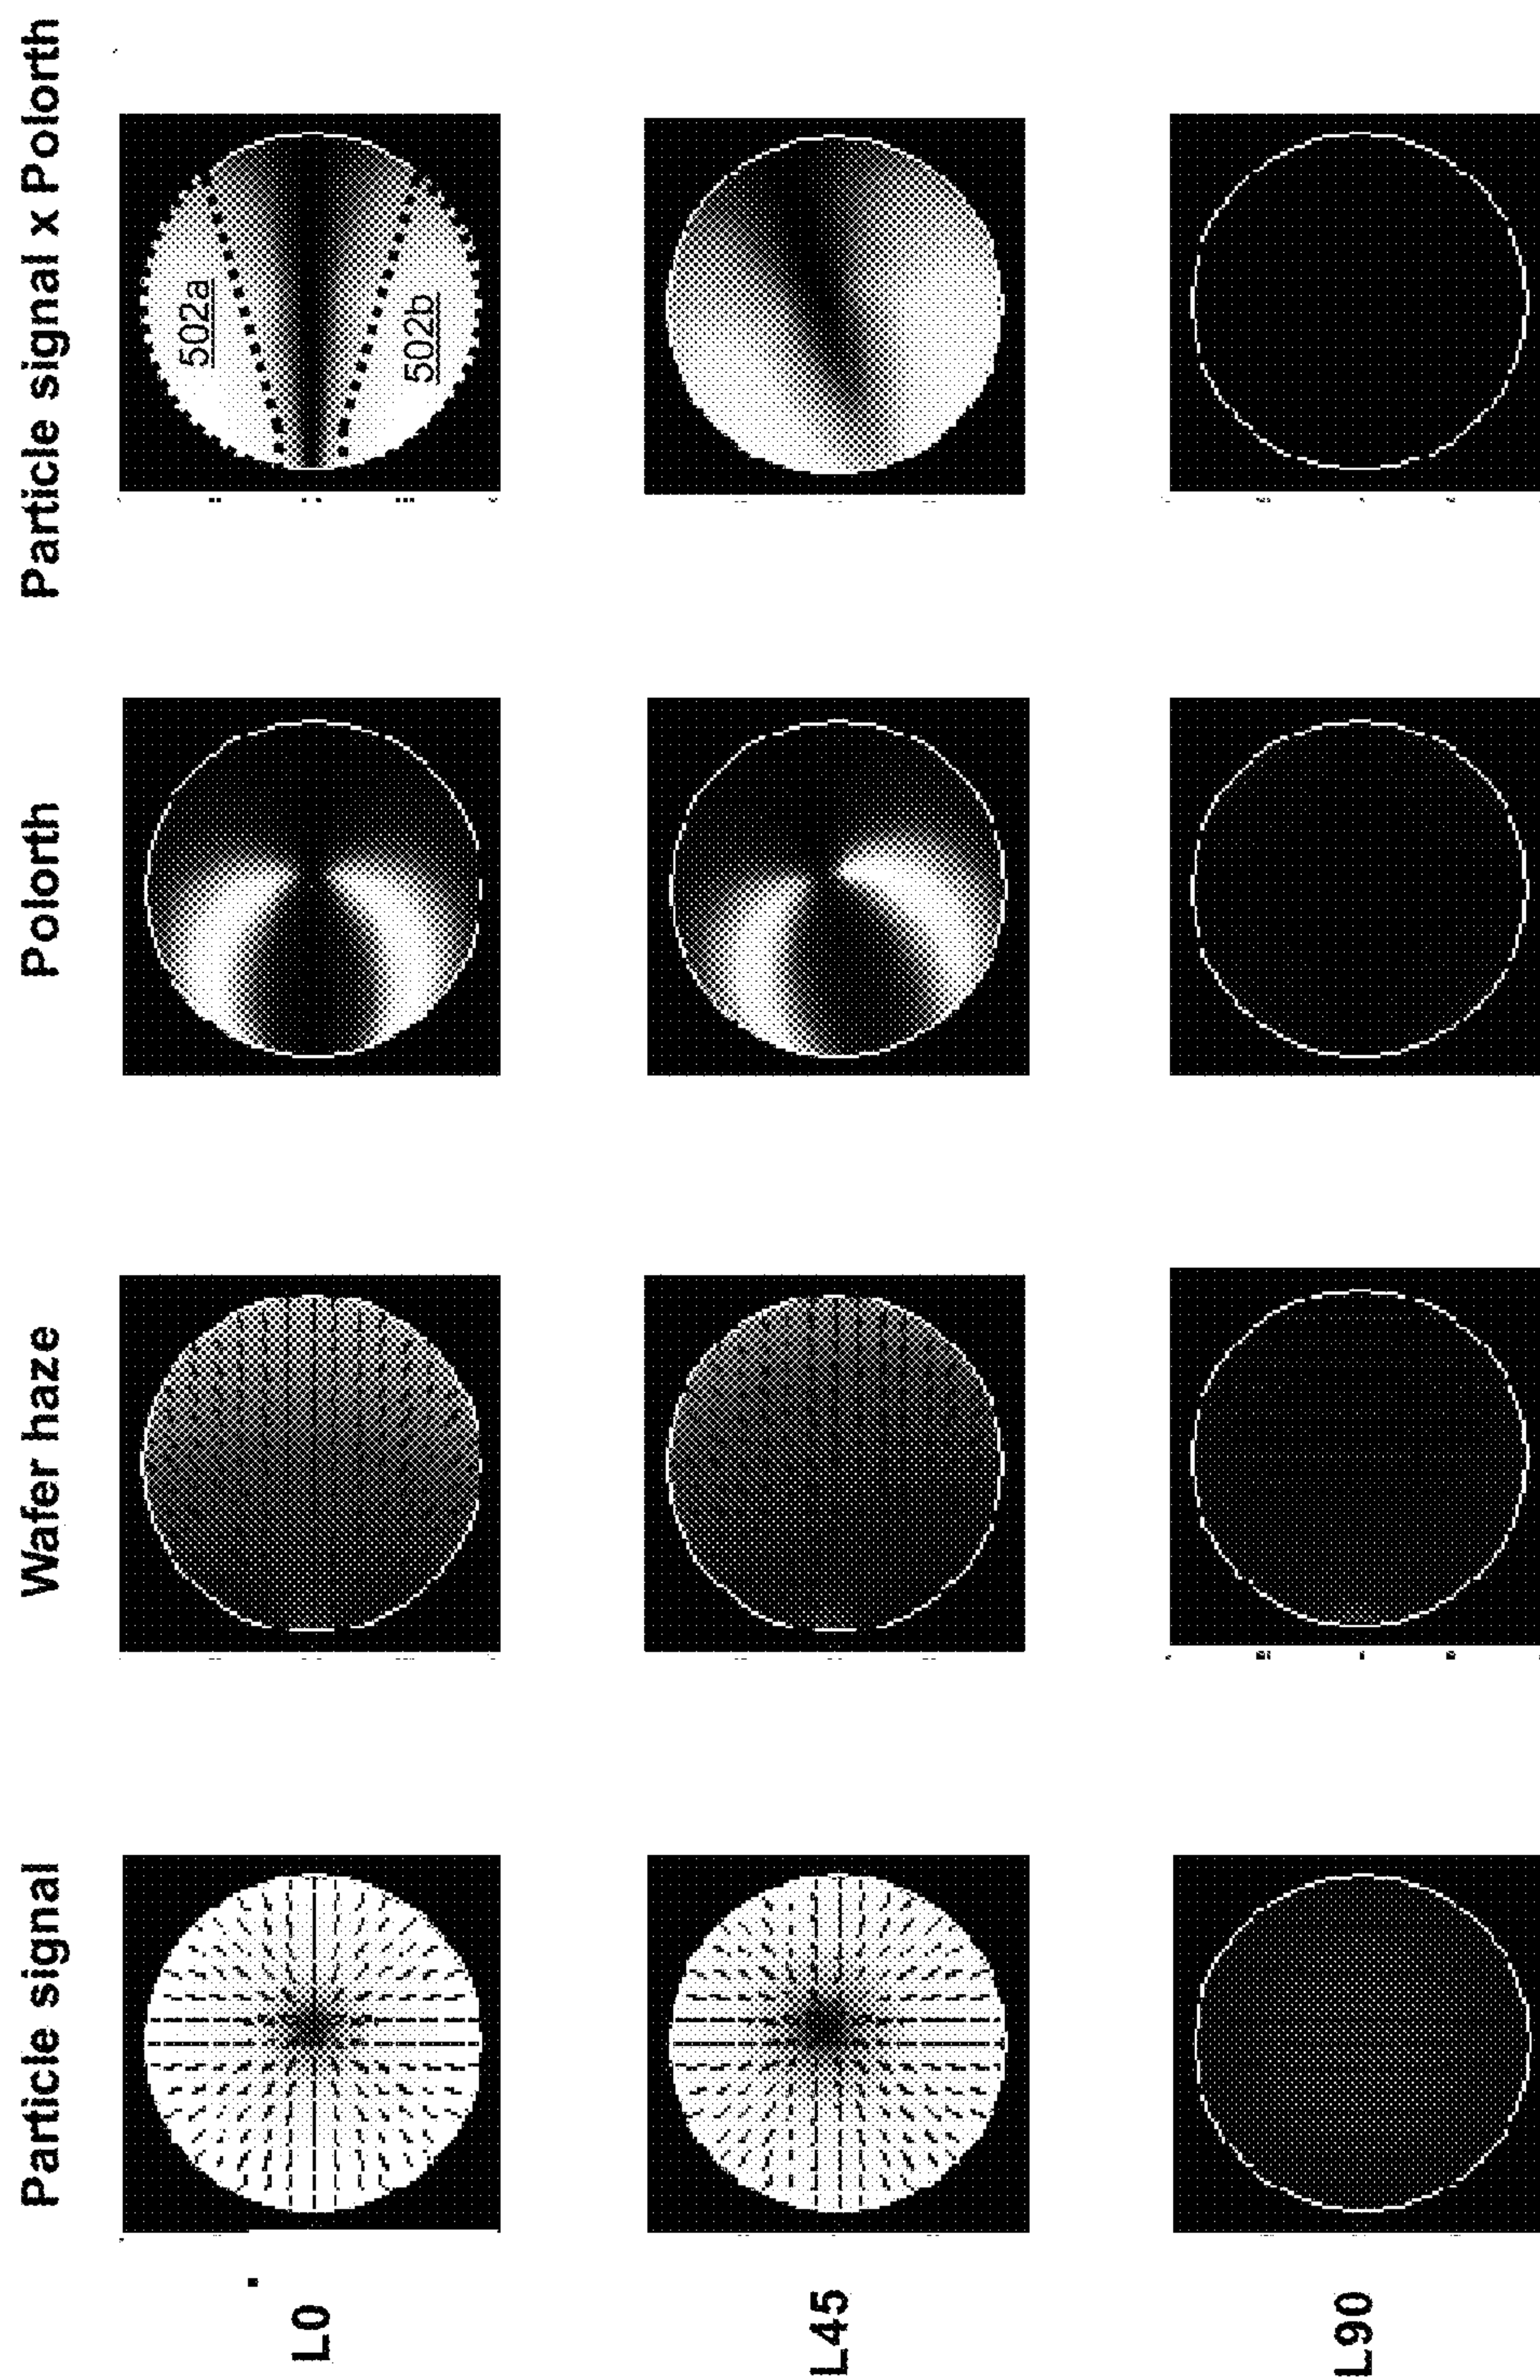 Particle signal
Wafer haze
Polorth
Particle signal x Polorth
L0
502a
502b
L45
L90